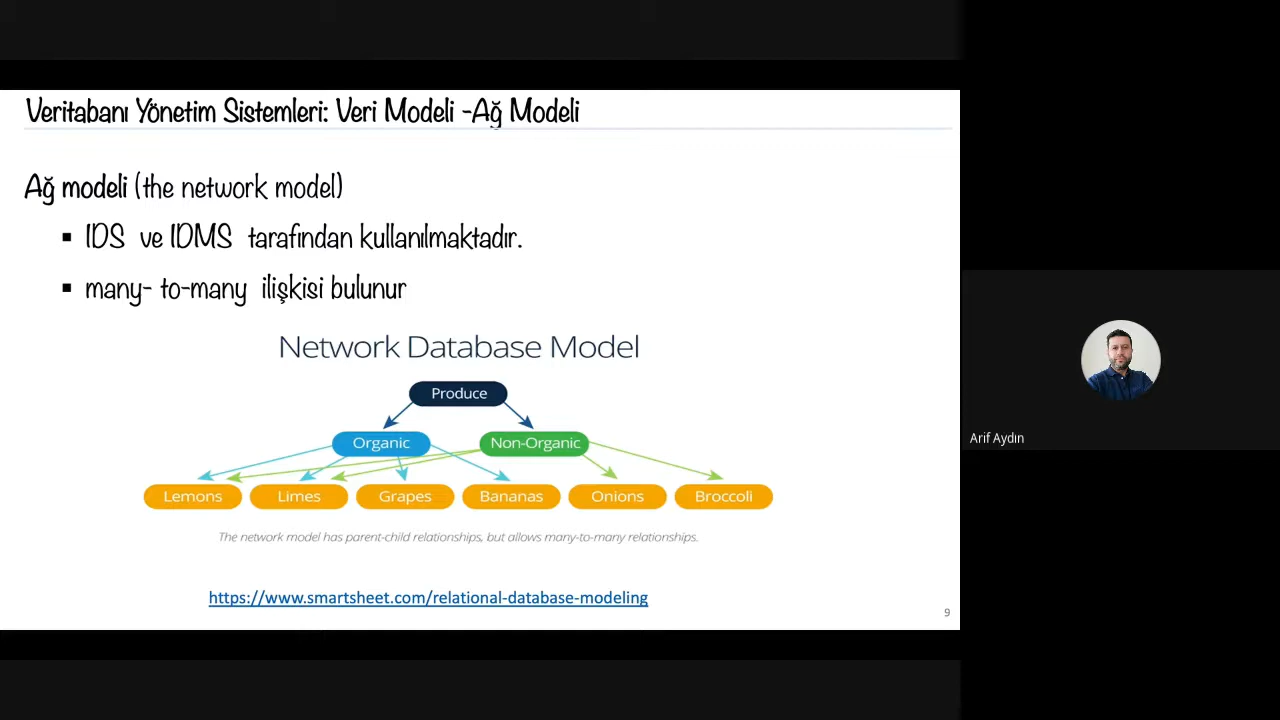 Veritabanı Yönetim Sistemleri: Veri Modeli -Ağ Modeli
Ağ modeli (the network model)
▪ IDS ve IDMS tarafından kullanılmaktadır.
▪ many- to-many ilişkisi bulunur
Network Database Model
Produce
Organic
Non-Organic
Lemons
Limes
Grapes
Bananas
Onions
Broccoli
The network model has parent-child relationships, but allows many-to-many relationships.
https://www.smartsheet.com/relational-database-modeling
9
Arif Aydın